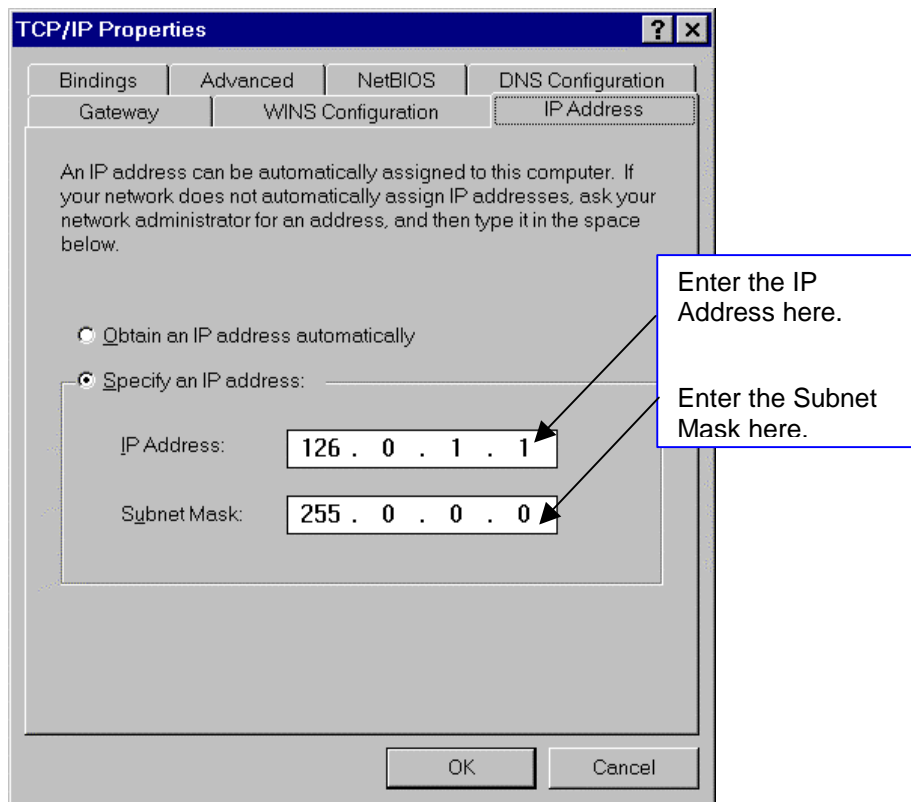 TCP/IP Properties
Bindings
Advanced
NetBIOS
DNS Configuration
Gateway
WINS Configuration
IP Address
An IP address can be automatically assigned to this computer. If
your network does not automatically assign IP addresses, ask your
network administrator for an address, and then type it in the space
below.
Obtain an IP address automatically
Specify an IP address:
IP Address:
126 . 0 . 1 . 1
Subnet Mask:
255 . 0 . 0 . 0
Enter the IP
Address here.
Enter the Subnet
Mask here.
OK
Cancel